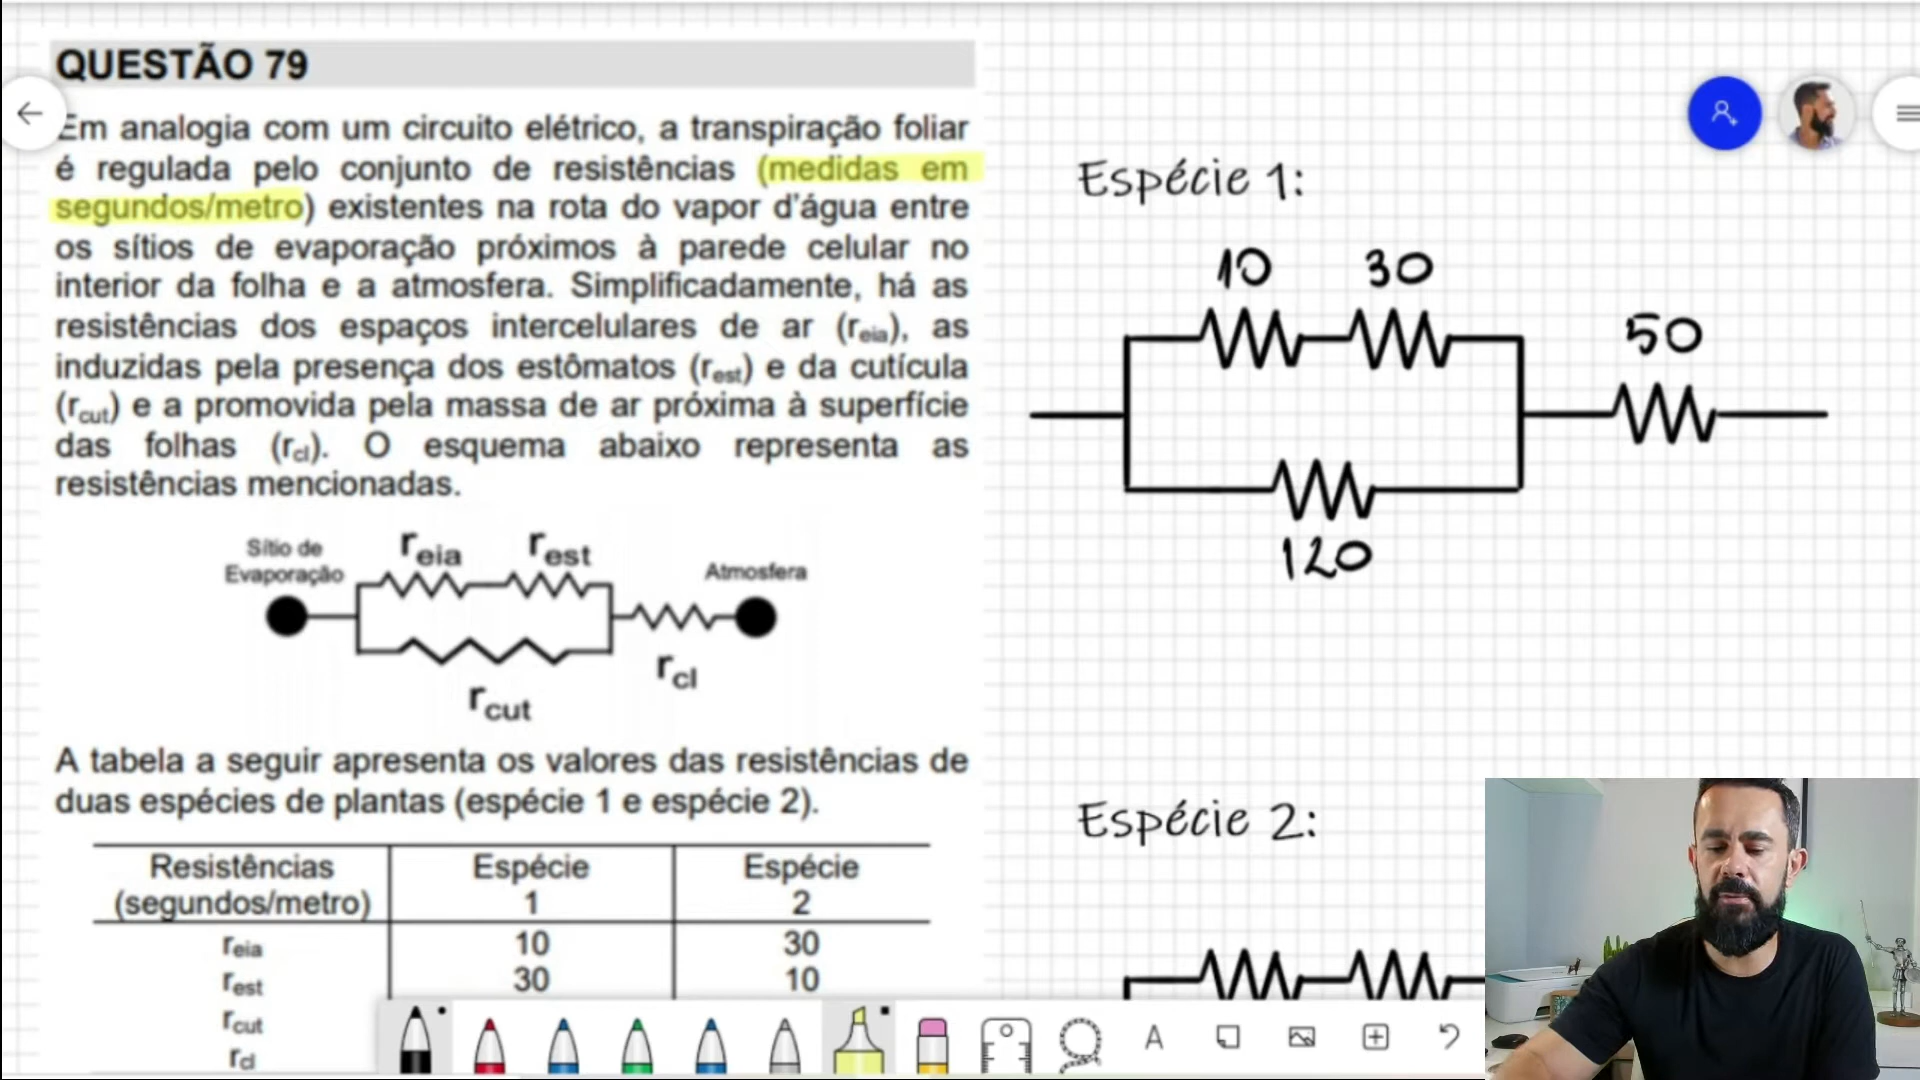 QUESTÃO 79
Em analogia com um circuito elétrico, a transpiração foliar
é regulada pelo conjunto de resistências (medidas em
segundos/metro) existentes na rota do vapor d'água entre
os sítios de evaporação próximos à parede celular no
interior da folha e a atmosfera. Simplificadamente, há as
resistências dos espaços intercelulares de ar (reia), as
induzidas pela presença dos estômatos (rest) e da cutícula
(rcut) e a promovida pela massa de ar próxima à superfície
das folhas (rcl). O esquema abaixo representa as
resistências mencionadas.
Sítio de
Evaporação
reia
rest
Atmosfera
rcl
rcut
A tabela a seguir apresenta os valores das resistências de
duas espécies de plantas (espécie 1 e espécie 2).
Resistências Espécie Espécie
(segundos/metro) 1 2
reia 10 30
rest 30 10
rcut
rcl
Espécie 1:
10 30
50
120
Espécie 2:
A